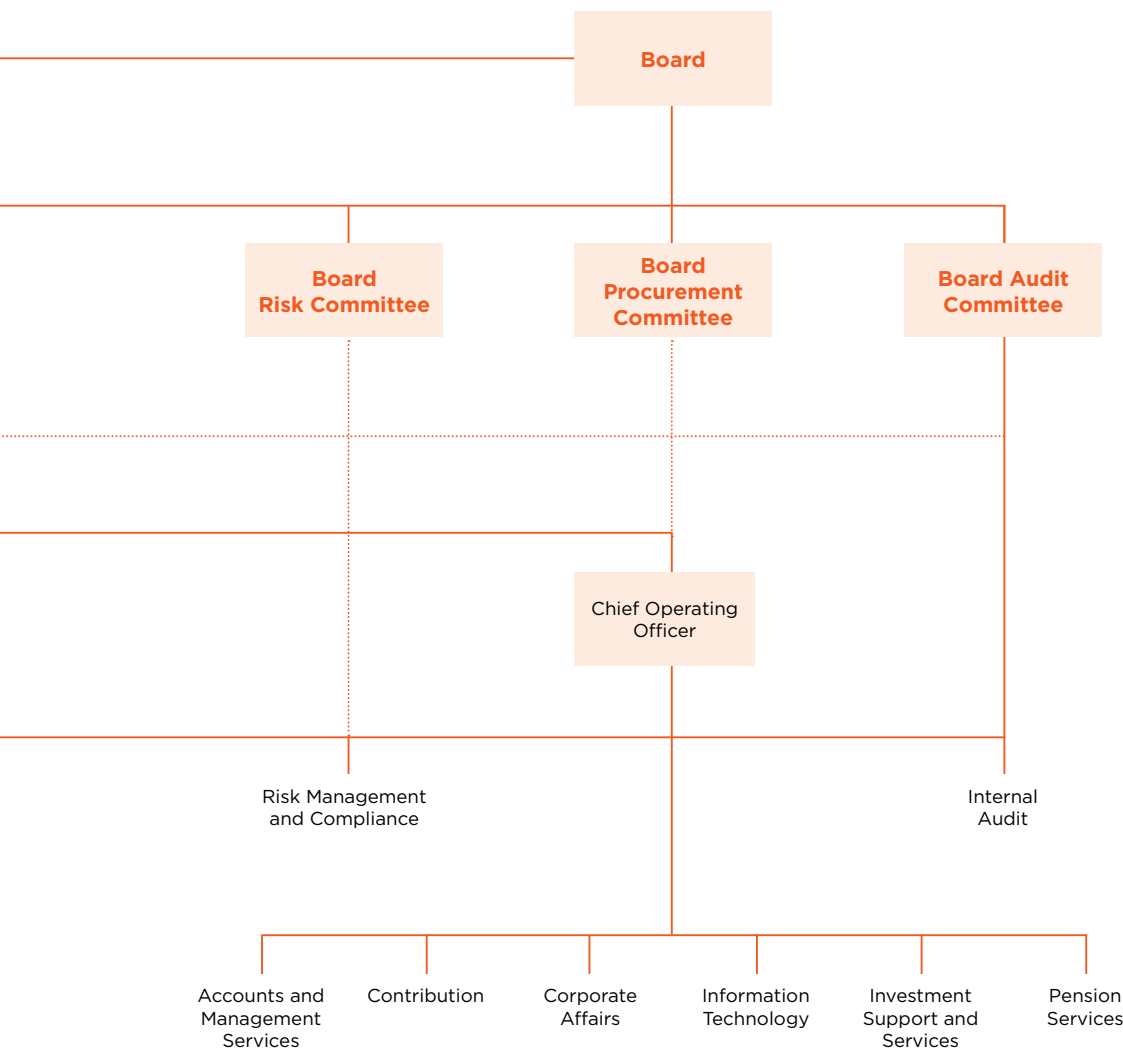 Board
Board
Risk Committee
Board
Procurement
Committee
Board Audit
Committee
Chief Operating
Officer
Risk Management
and Compliance
Internal
Audit
Accounts and
Management
Services
Contribution
Corporate
Affairs
Information
Technology
Investment
Support and
Services
Pension
Services